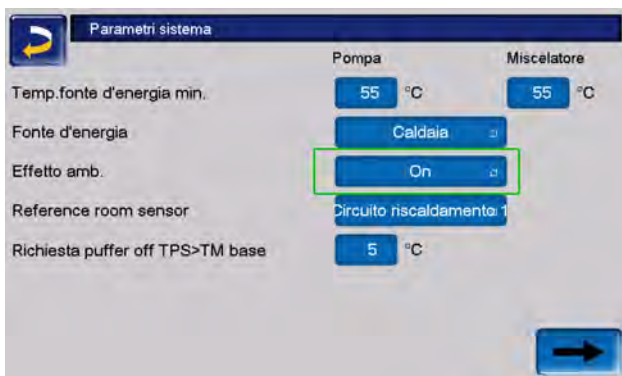 Parametri sistema
Pompa Miscelatore
Temp.fonte d'energia min. 55 °C 55 °C
Fonte d'energia Caldaia
Effetto amb. On
Reference room sensor Circuito riscaldamento 1
Richiesta puffer off TPS>TM base 5 °C